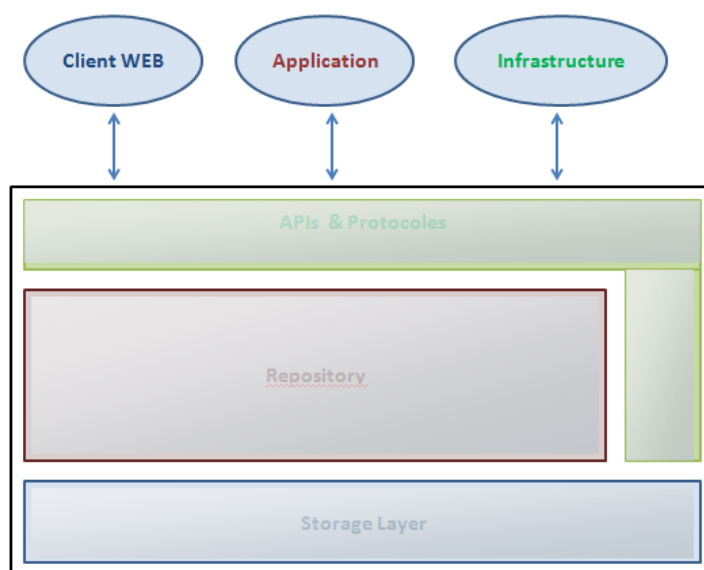 Client WEB
Application
Infrastructure
APIs & Protocoles
Repository
Storage Layer